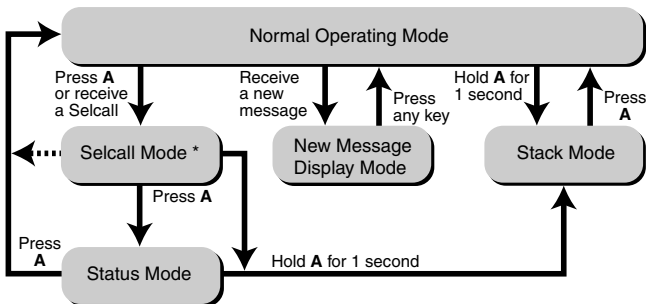 Normal Operating Mode
Press A
or receive
a Selcall
Receive
a new
message
Press
any key
Hold A for
1 second
Press
A
Selcall Mode *
New Message
Display Mode
Stack Mode
Press A
Press
A
Status Mode
Hold A for 1 second